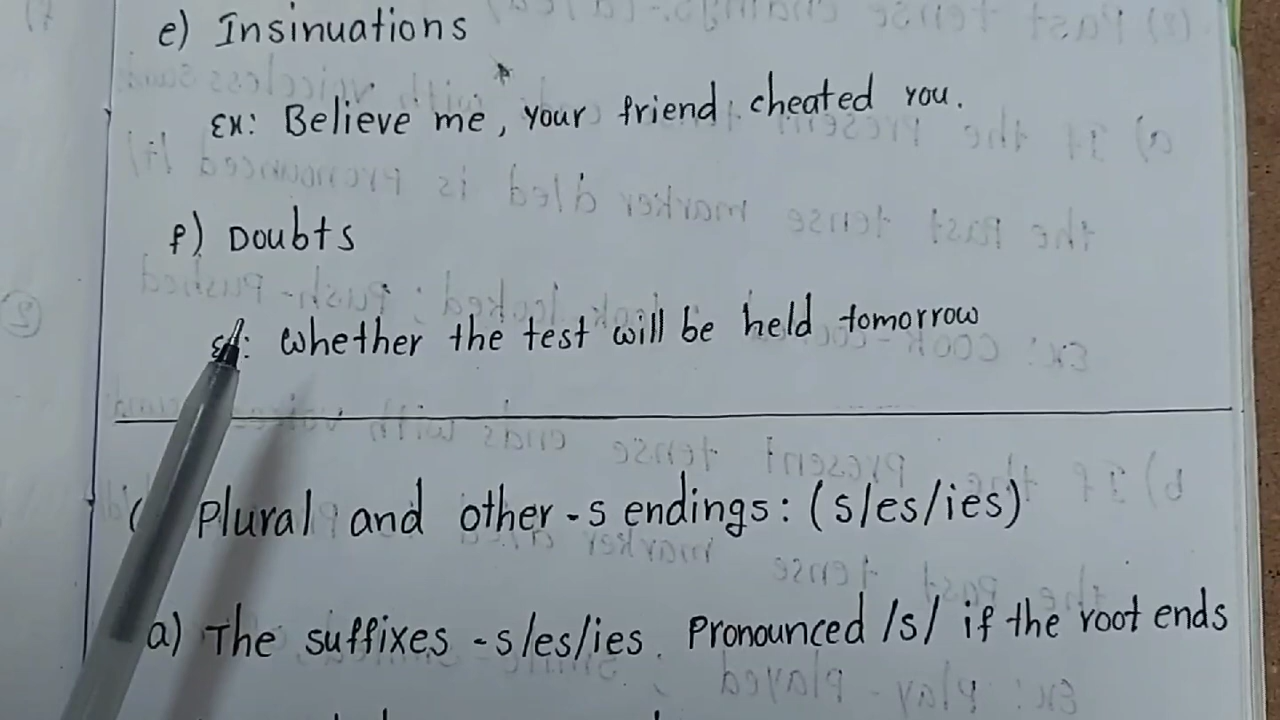 e) Insinuations
Ex: Believe me, your friend cheated you.
f) Doubts
whether the test will be held tomorrow
Plural and other -s endings: (s/es/ies)
a) The suffixes -s/es/ies. Pronounced /s/ if the root ends